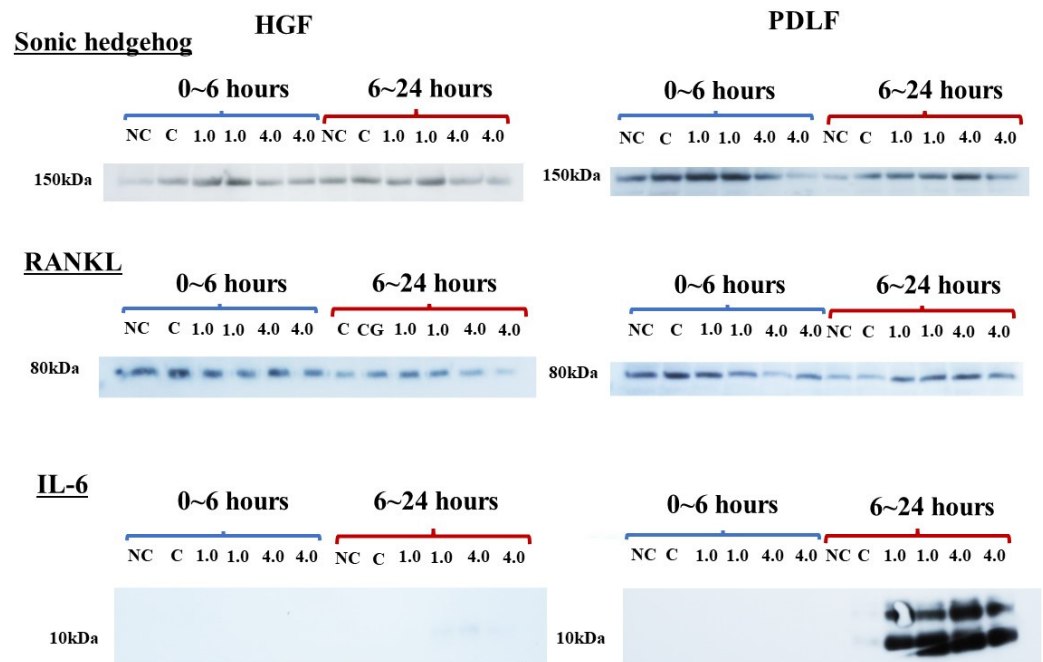 HGF PDLF
Sonic hedgehog
0~6 hours 6~24 hours 0~6 hours 6~24 hours
NC C 1.0 1.0 4.0 4.0 NC C 1.0 1.0 4.0 4.0 NC C 1.0 1.0 4.0 4.0 NC C 1.0 1.0 4.0 4.0
150kDa 150kDa
RANKL
0~6 hours 6~24 hours 0~6 hours 6~24 hours
NC C 1.0 1.0 4.0 4.0 C CG 1.0 1.0 4.0 4.0 NC C 1.0 1.0 4.0 4.0 NC C 1.0 1.0 4.0 4.0
80kDa 80kDa
IL-6
0~6 hours 6~24 hours 0~6 hours 6~24 hours
NC C 1.0 1.0 4.0 4.0 NC C 1.0 1.0 4.0 4.0 NC C 1.0 1.0 4.0 4.0 NC C 1.0 1.0 4.0 4.0
10kDa 10kDa